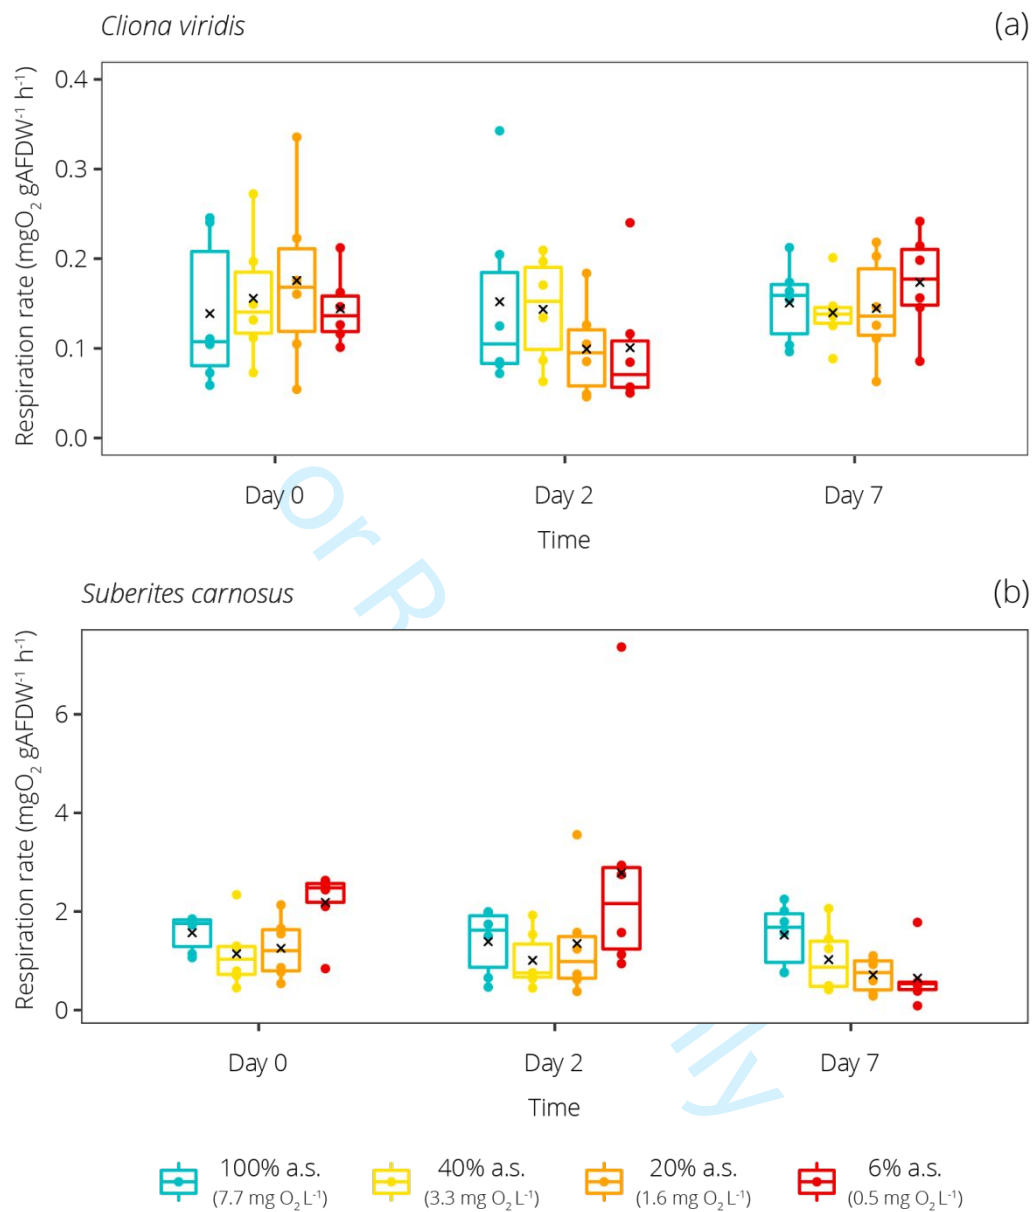 Cliona viridis
(a)
Respiration rate (mgO₂ gAFDW⁻¹ h⁻¹)
0.4
0.3
0.2
0.1
0.0
Day 0
Day 2
Day 7
Time
or R
Suberites carnosus
(b)
Respiration rate (mgO₂ gAFDW⁻¹ h⁻¹)
6
4
2
0
Day 0
Day 2
Day 7
Time
ly
100% a.s.
(7.7 mg O₂ L⁻¹)
40% a.s.
(3.3 mg O₂ L⁻¹)
20% a.s.
(1.6 mg O₂ L⁻¹)
6% a.s.
(0.5 mg O₂ L⁻¹)